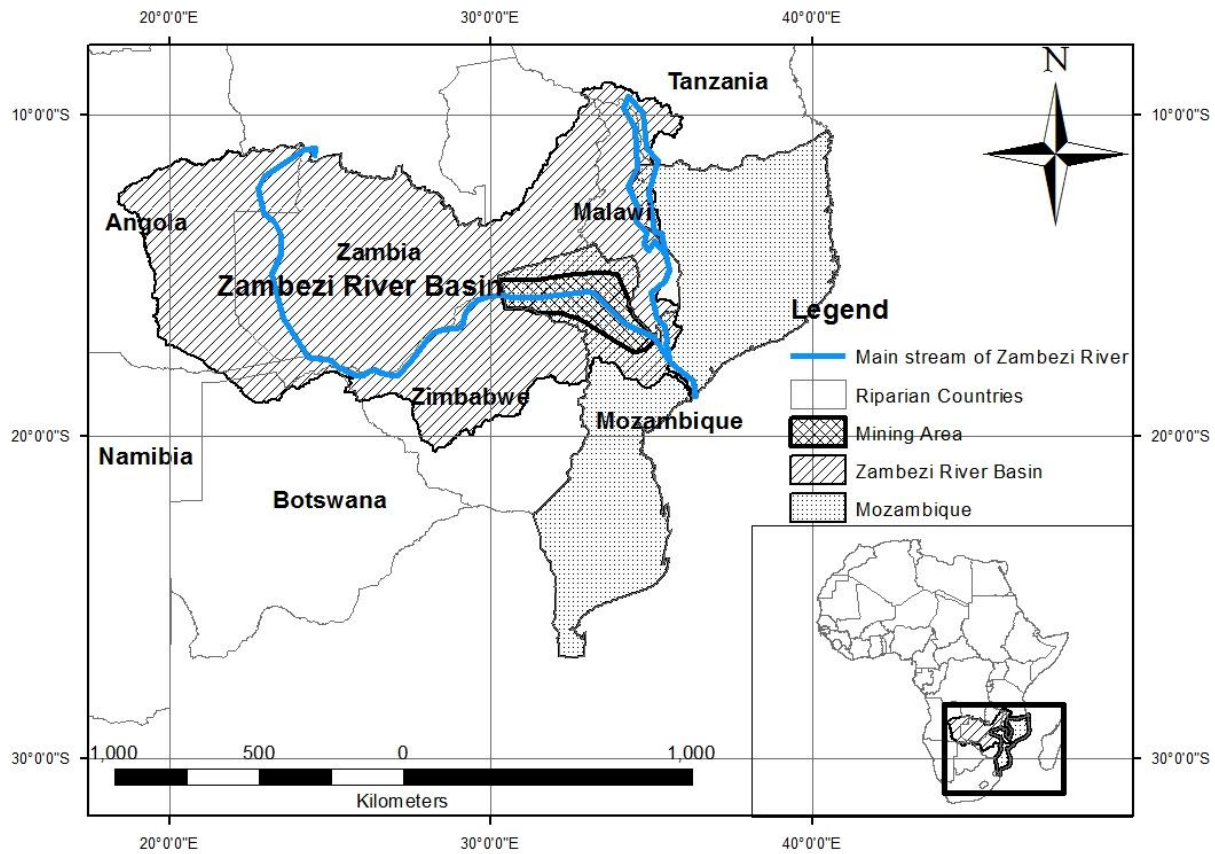 20°0'0"E 30°0'0"E 40°0'0"E
Tanzania
N
10°0'0"S 10°0'0"S
Malawi
Angola
Zambia
Zambezi River Basin
Legend
Main stream of Zambezi River
Riparian Countries
Mining Area
Zambezi River Basin
Mozambique
Zimbabwe
Mozambique
20°0'0"S 20°0'0"S
Namibia
Botswana
30°0'0"S 30°0'0"S
1,000 500 0 1,000
Kilometers
20°0'0"E 30°0'0"E 40°0'0"E